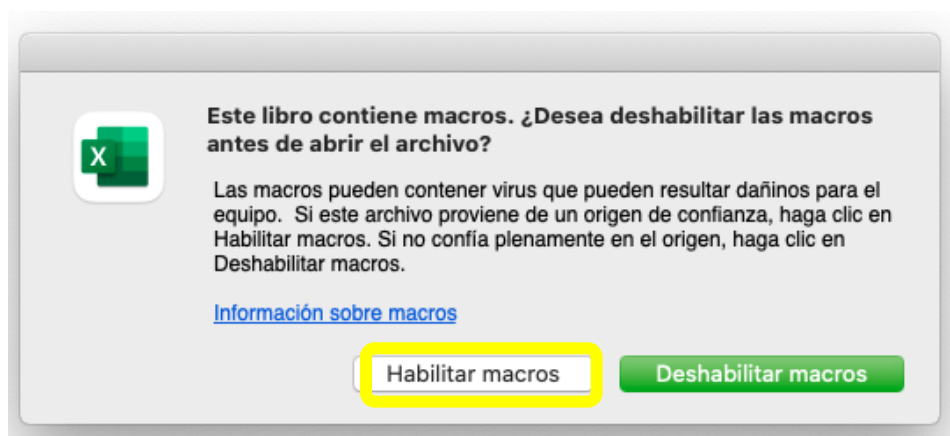 Este libro contiene macros. ¿Desea deshabilitar las macros
antes de abrir el archivo?
X
Las macros pueden contener virus que pueden resultar dañinos para el
equipo.  Si este archivo proviene de un origen de confianza, haga clic en
Habilitar macros. Si no confía plenamente en el origen, haga clic en
Deshabilitar macros.
Información sobre macros
Habilitar macros
Deshabilitar macros